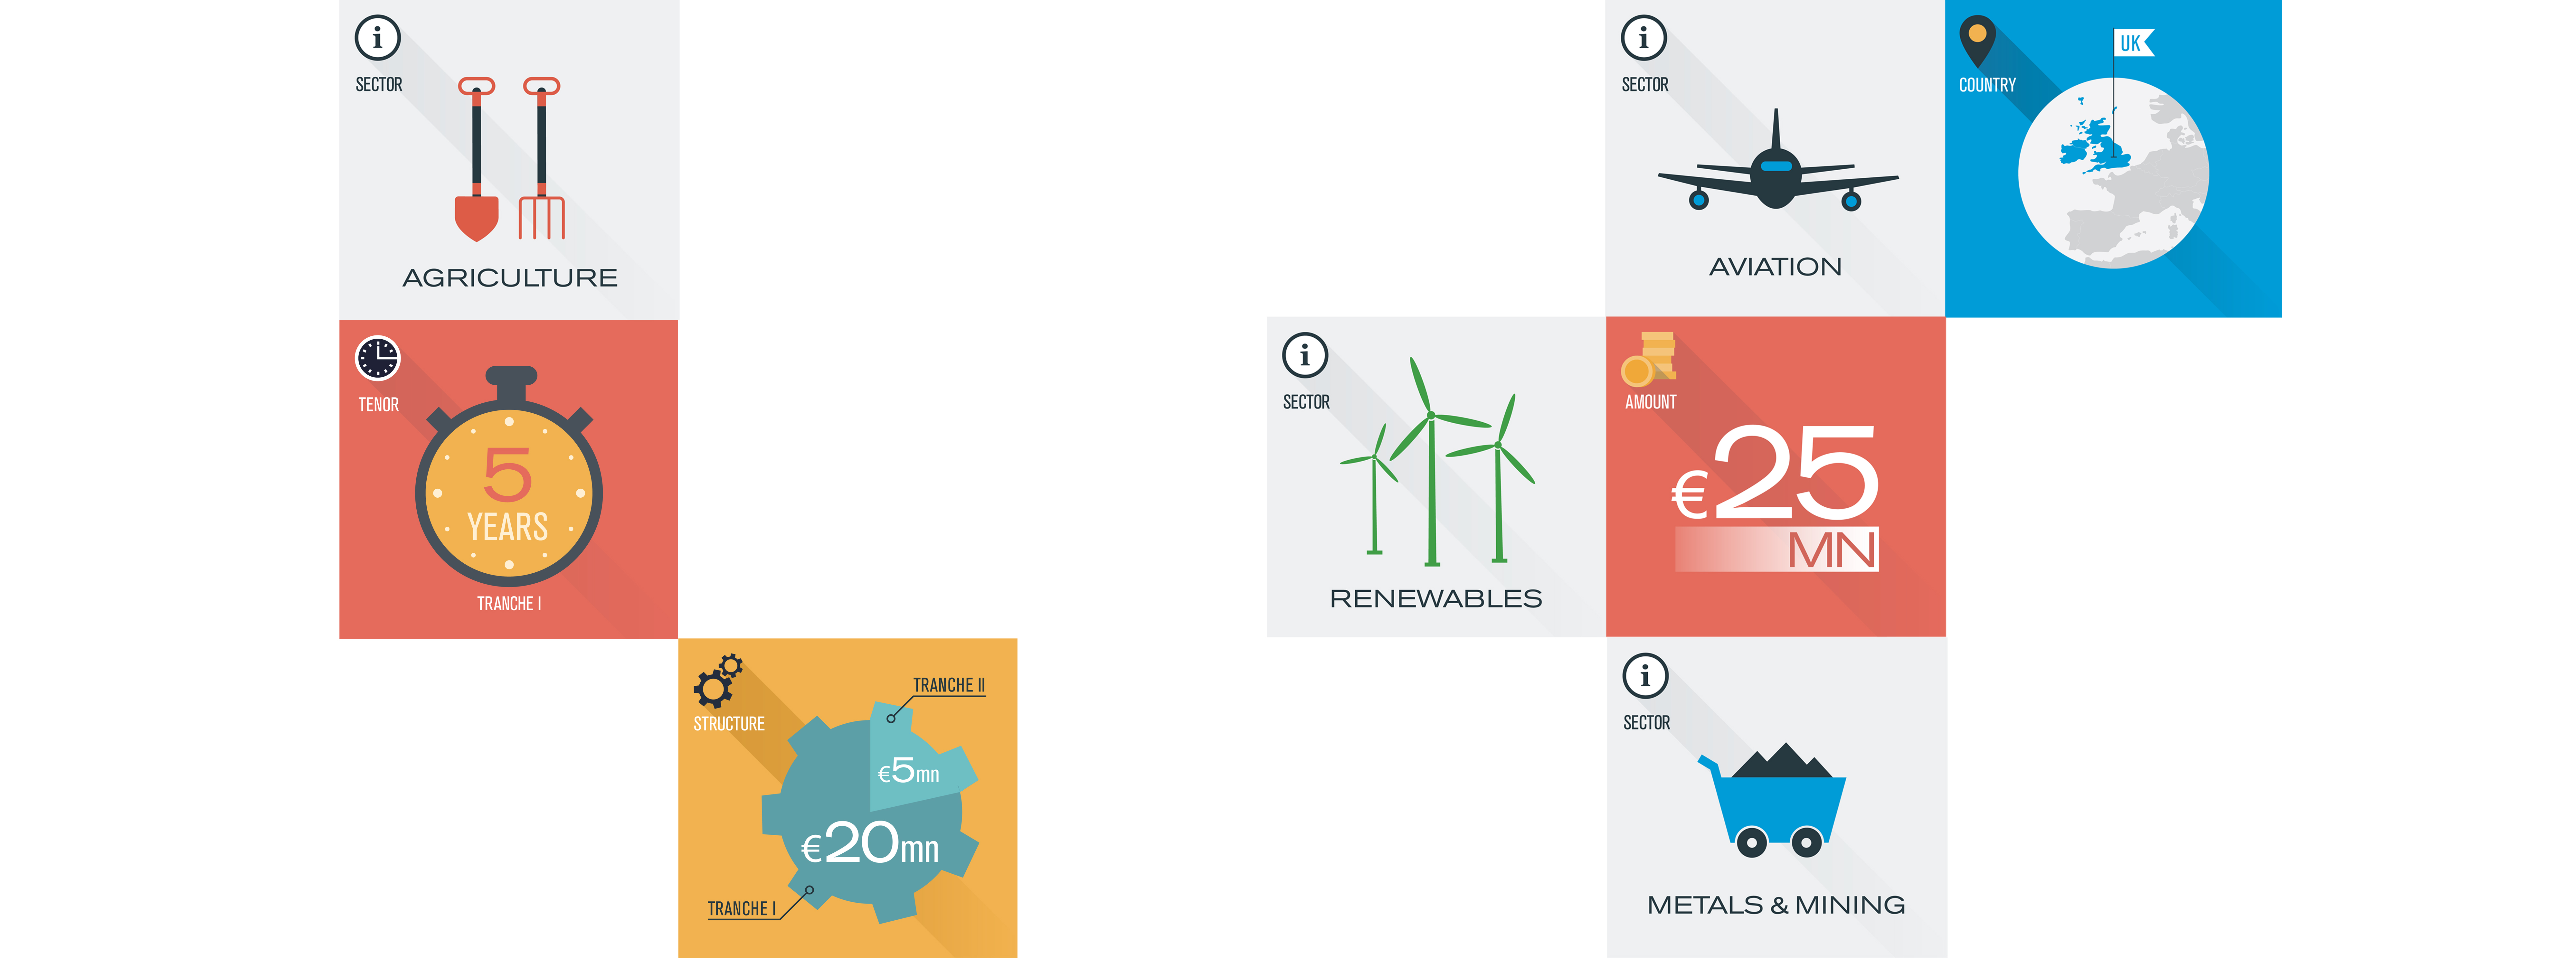 i
SECTOR
AGRICULTURE
TENOR
5
YEARS
TRANCHE I
STRUCTURE
TRANCHE II
€5mn
€20mn
TRANCHE I
i
SECTOR
AVIATION
COUNTRY
UK
i
SECTOR
RENEWABLES
AMOUNT
€25
MN
i
SECTOR
METALS & MINING